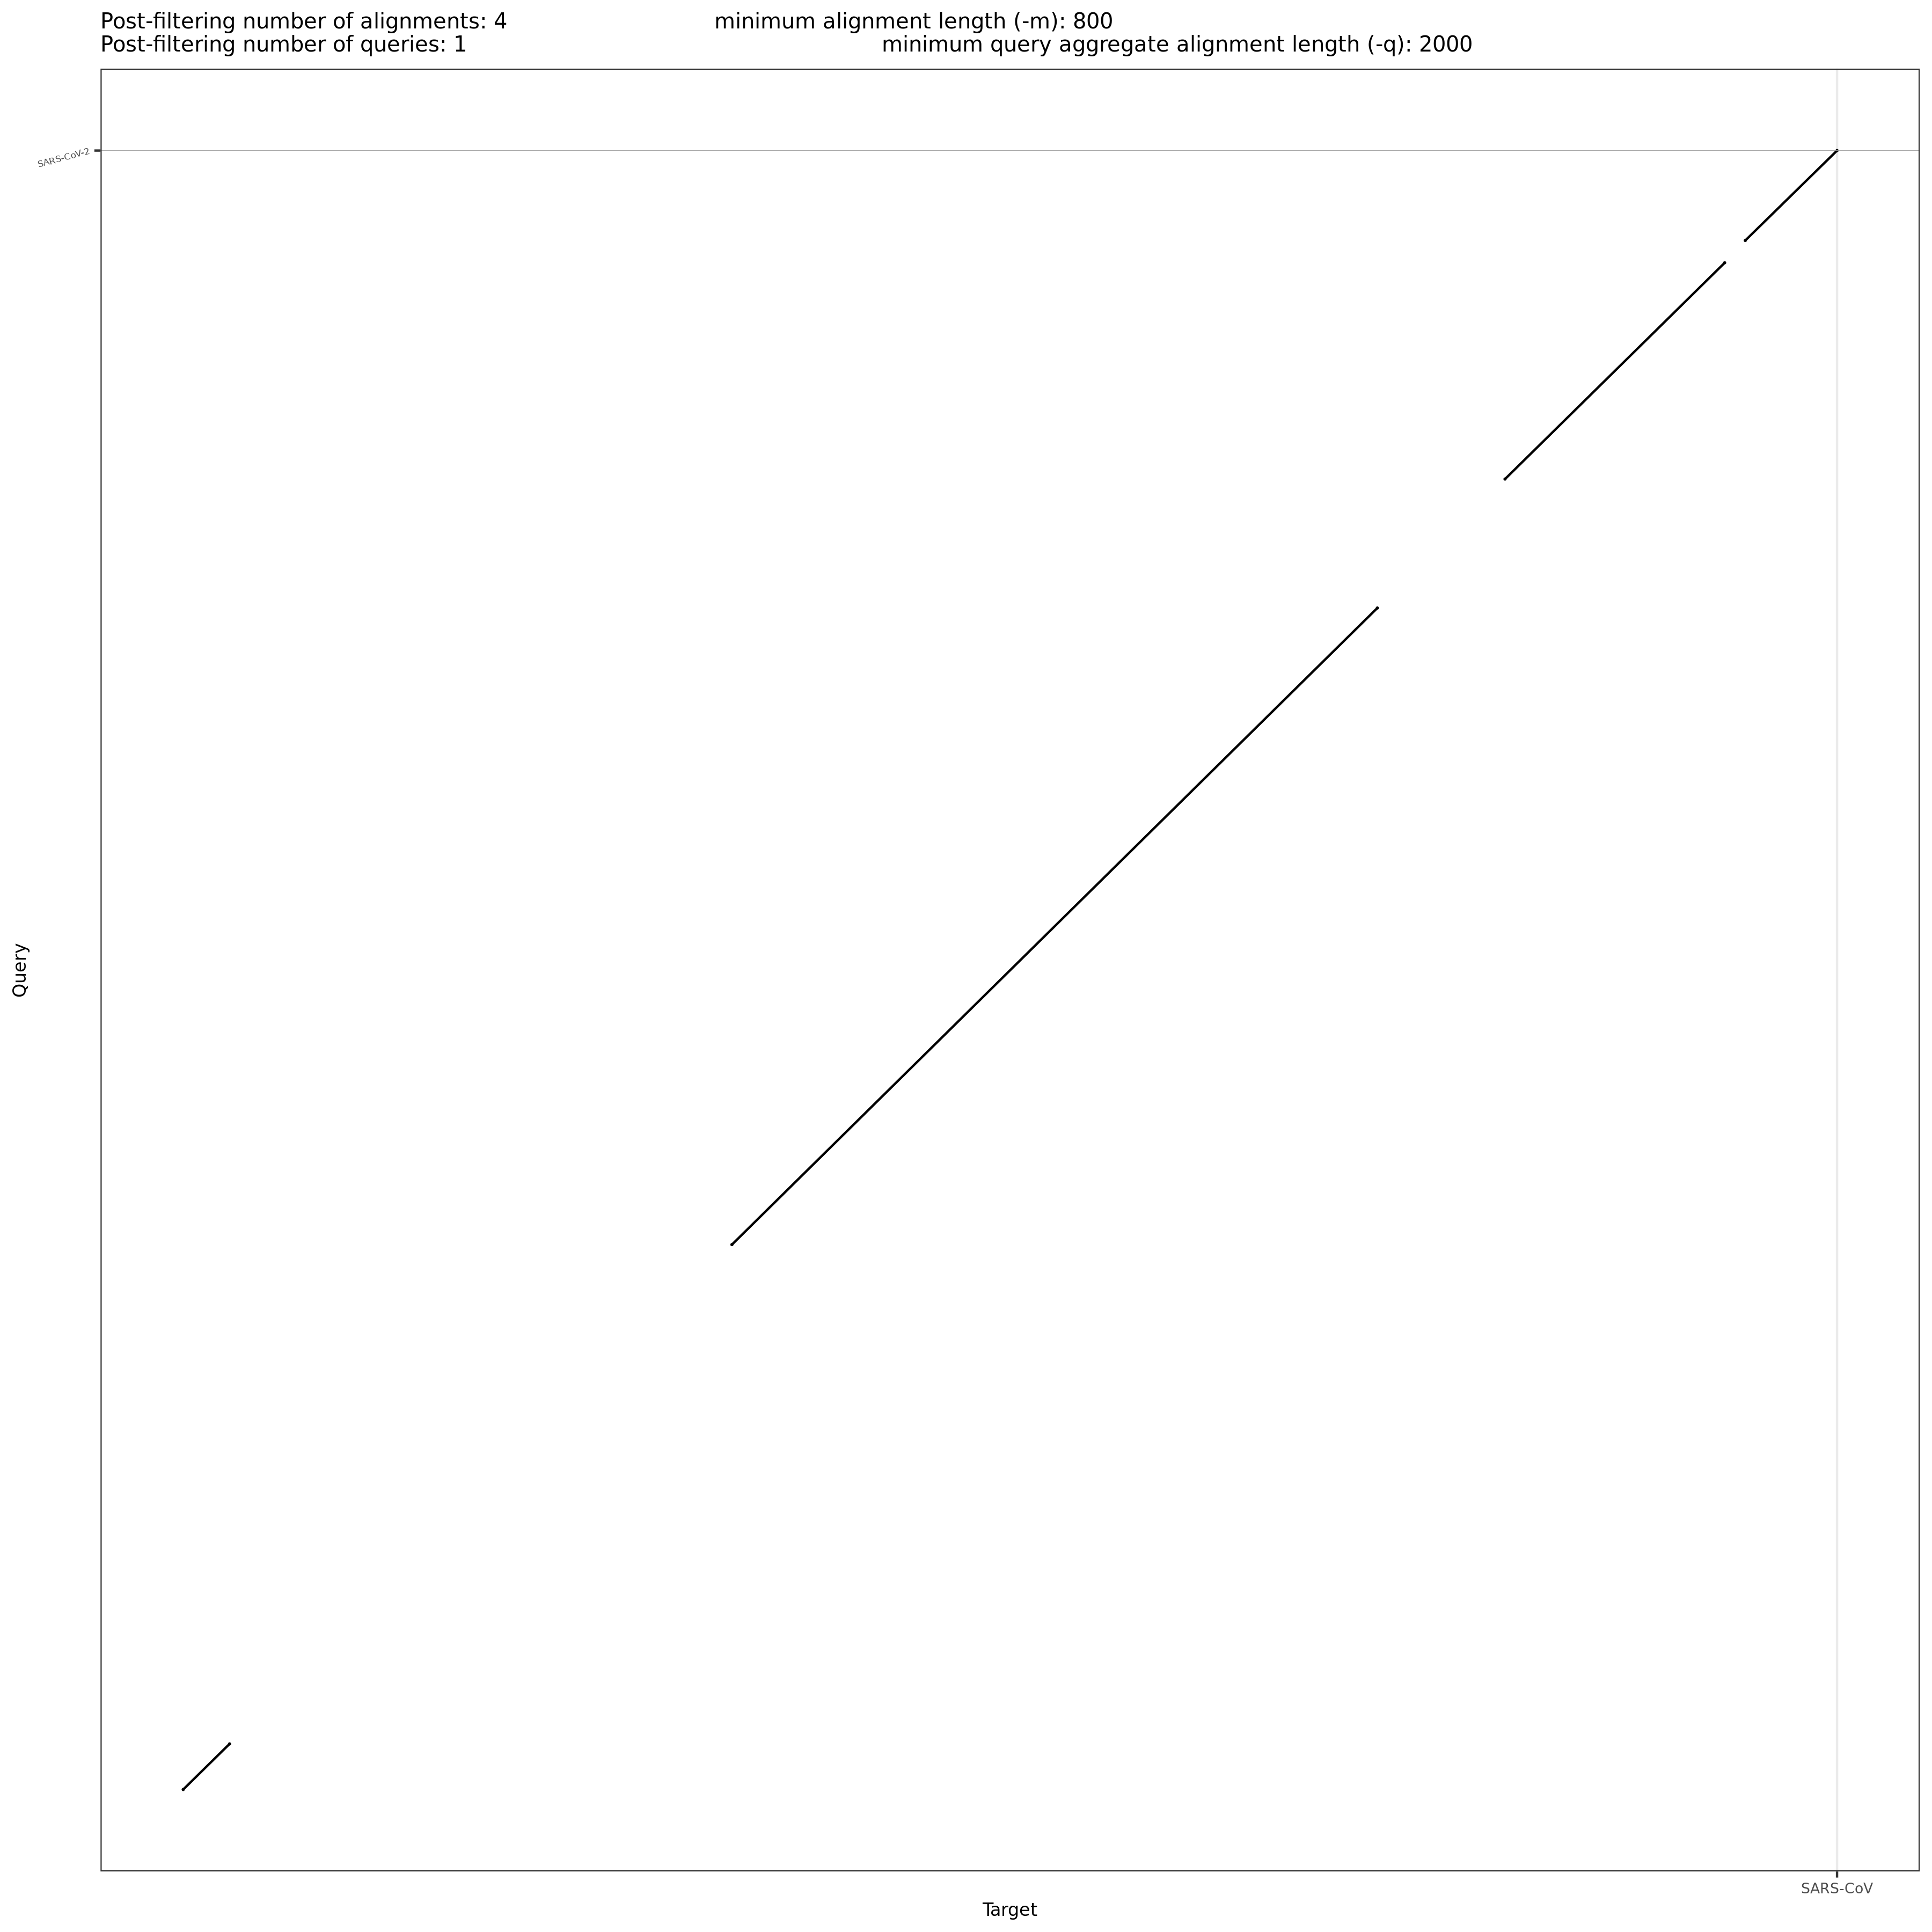 Post-filtering number of alignments: 4 minimum alignment length (-m): 800
Post-filtering number of queries: 1 minimum query aggregate alignment length (-q): 2000
SARS-CoV-2
Query
SARS-CoV
Target